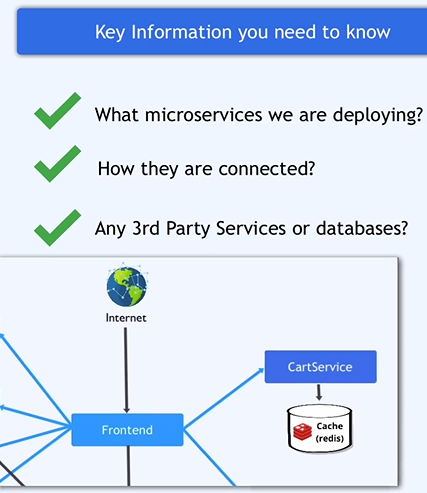 Key Information you need to know
What microservices we are deploying?
How they are connected?
Any 3rd Party Services or databases?
Internet
CartService
Cache
(redis)
Frontend